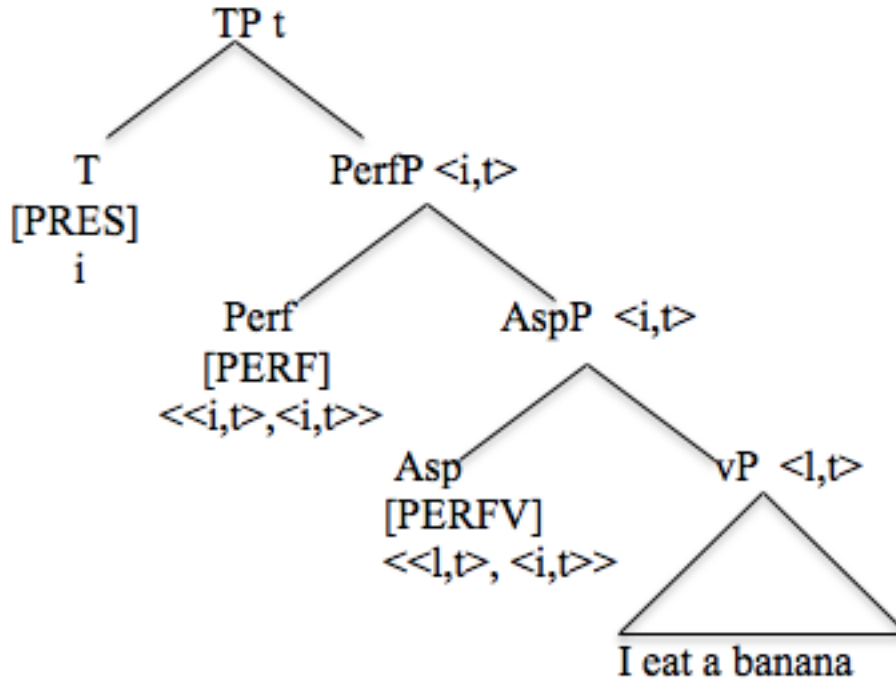 TP t
T PerfP <i,t>
[PRES]
i
Perf AspP <i,t>
[PERF]
<<i,t>,<i,t>>
Asp vP <l,t>
[PERFV]
<<l,t>, <i,t>>
I eat a banana